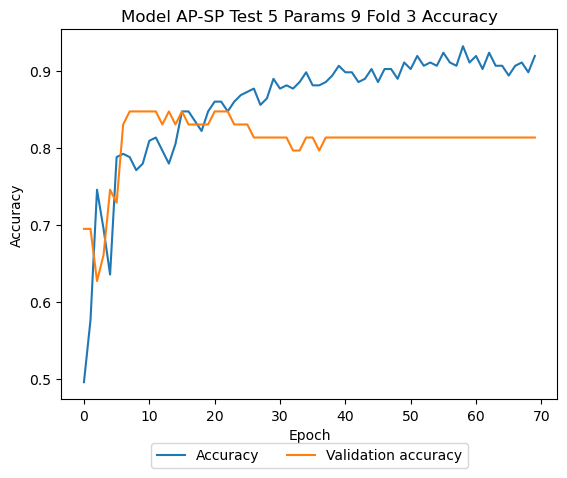 Model AP-SP Test 5 Params 9 Fold 3 Accuracy
Accuracy
0.9
0.8
0.7
0.6
0.5
0 10 20 30 40 50 60 70
Epoch
Accuracy Validation accuracy